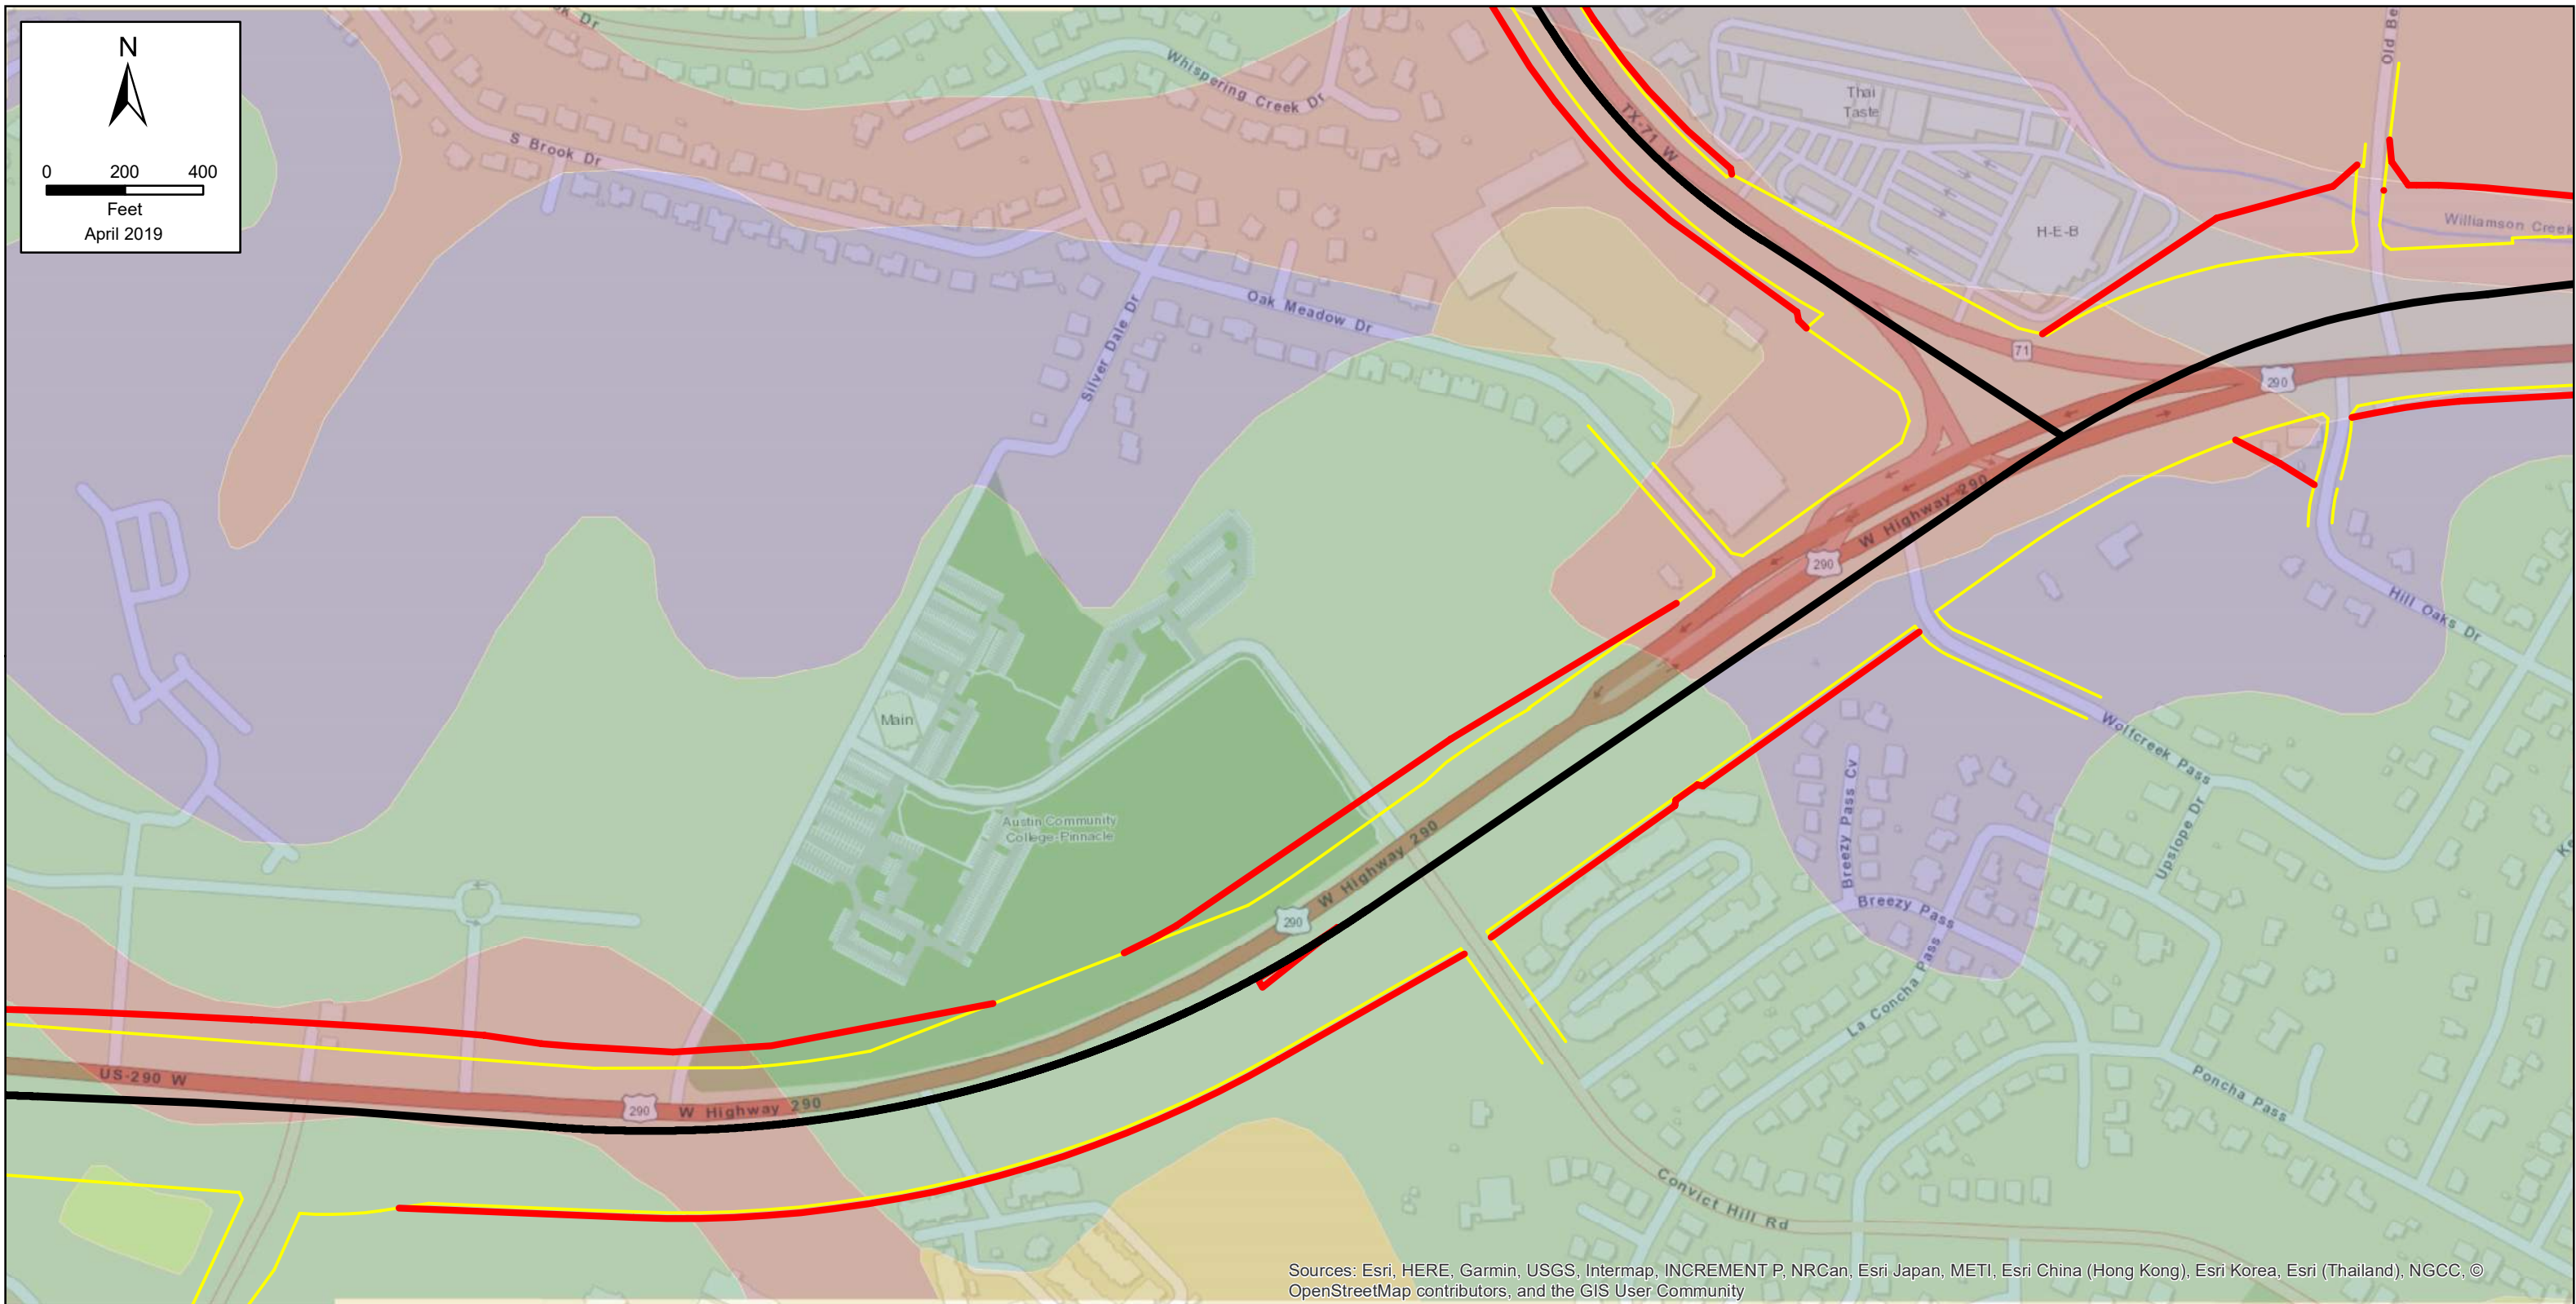 N
0 200 400
Feet
April 2019
k Dr
Whispering Creek Dr
S Brook Dr
TX-71 W
Thai
Taste
H-E-B
Old Be
Williamson Creek
Oak Meadow Dr
Silver Dale Dr
71
290
W Highway 290
290
Hill Oaks Dr
Main
Wolfcreek Pass
Upslope Dr
Breezy Pass Cv
Austin Community
College-Pinnacle
W Highway 290
290
Breezy Pass
La Concha Pass
Ke
US-290 W
290
W Highway 290
Poncha Pass
Convict Hill Rd
Sources: Esri, HERE, Garmin, USGS, Intermap, INCREMENT P, NRCan, Esri Japan, METI, Esri China (Hong Kong), Esri Korea, Esri (Thailand), NGCC, ©
OpenStreetMap contributors, and the GIS User Community